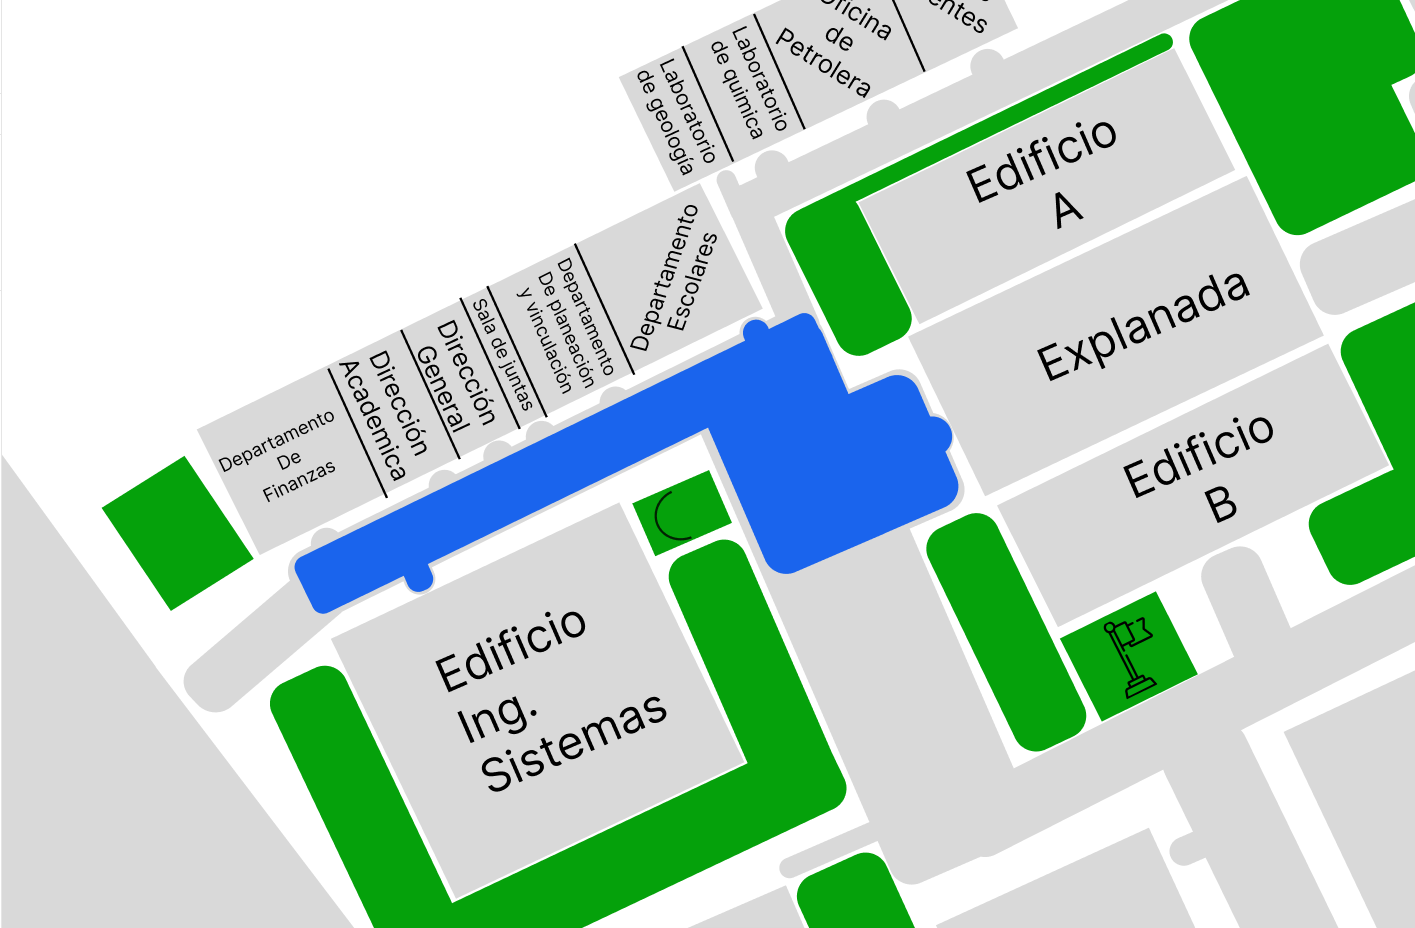 Laboratorio
de geología
Laboratorio
de quimica
Oficina
de
Petrolera
Departamento
Escolares
Departamento
De planeación
y vinculación
Sala de juntas
Dirección
General
Dirección
Academica
Departamento
De
Finanzas
Edificio
A
Explanada
Edificio
B
Edificio
Ing.
Sistemas